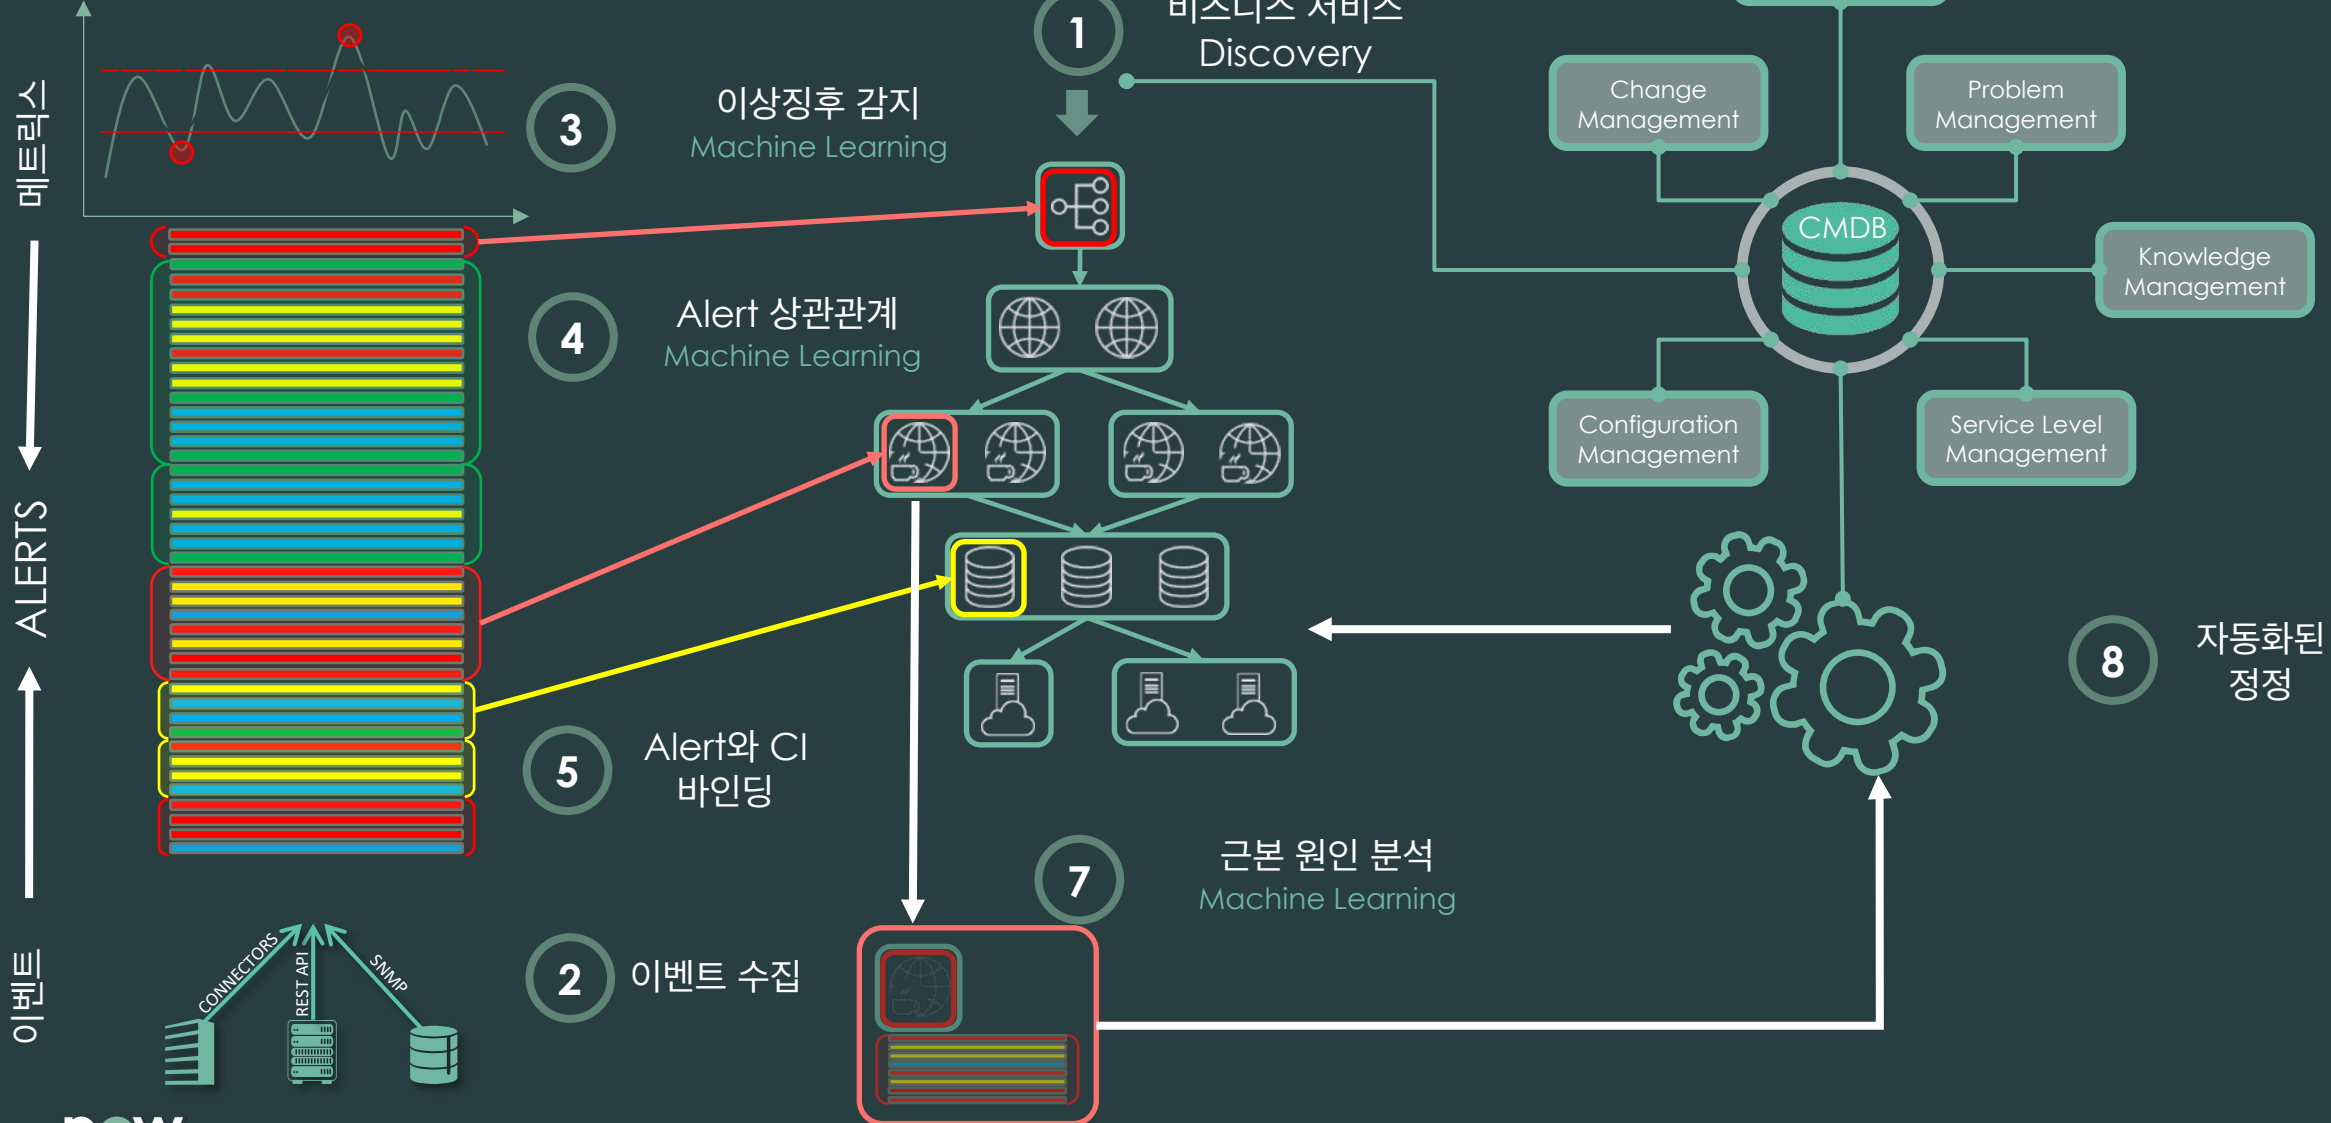 1
비즈니스 서비스
Discovery
메트릭스
3
이상징후 감지
Machine Learning
Change
Management
Problem
Management
CMDB
Knowledge
Management
4
Alert 상관관계
Machine Learning
Configuration
Management
Service Level
Management
ALERTS
8
자동화된
정정
5
Alert와 CI
바인딩
7
근본 원인 분석
Machine Learning
이벤트
CONNECTORS
REST API
SNMP
2
이벤트 수집
now